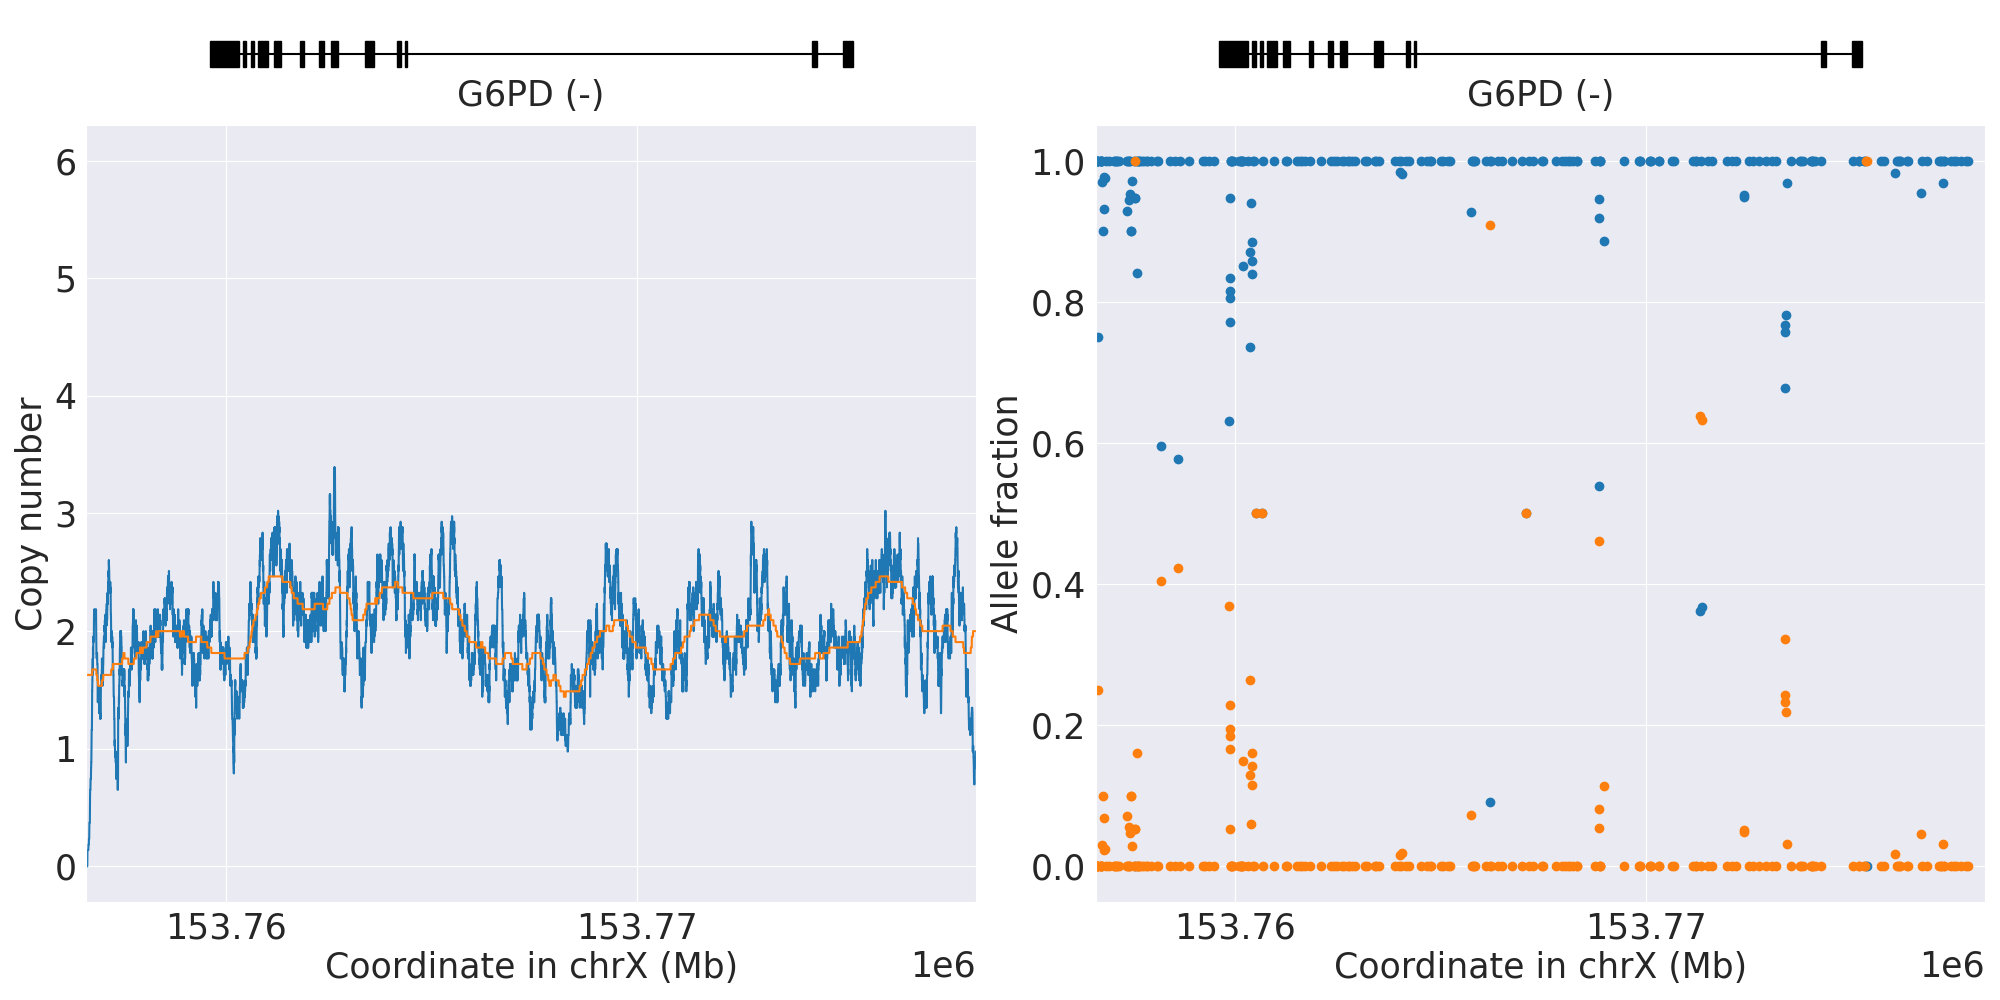 G6PD (-)
6
5
4
3
2
1
0
Copy number
153.76
153.77
Coordinate in chrX (Mb)
1e6
G6PD (-)
1.0
0.8
0.6
0.4
0.2
0.0
Allele fraction
153.76
153.77
Coordinate in chrX (Mb)
1e6